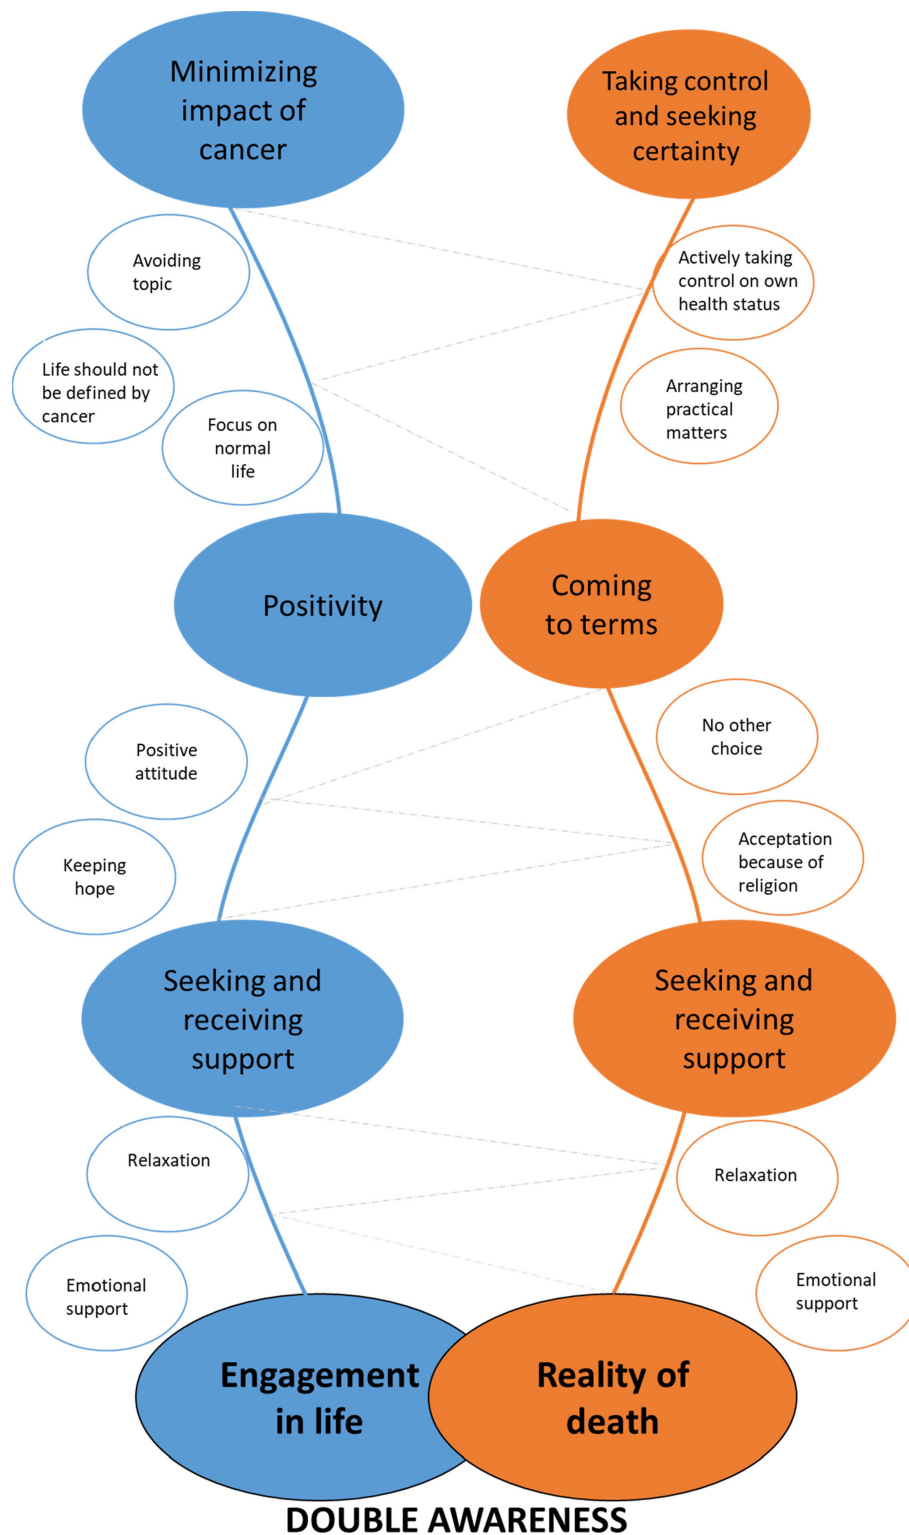 Minimizing
impact of
cancer
Taking control
and seeking
certainty
Avoiding
topic
Actively taking
control on own
health status
Life should not
be defined by
cancer
Arranging
practical
matters
Focus on
normal
life
Positivity
Coming
to terms
Positive
attitude
No other
choice
Keeping
hope
Acceptation
because of
religion
Seeking and
receiving
support
Seeking and
receiving
support
Relaxation
Relaxation
Emotional
support
Emotional
support
Engagement
in life
Reality of
death
DOUBLE AWARENESS